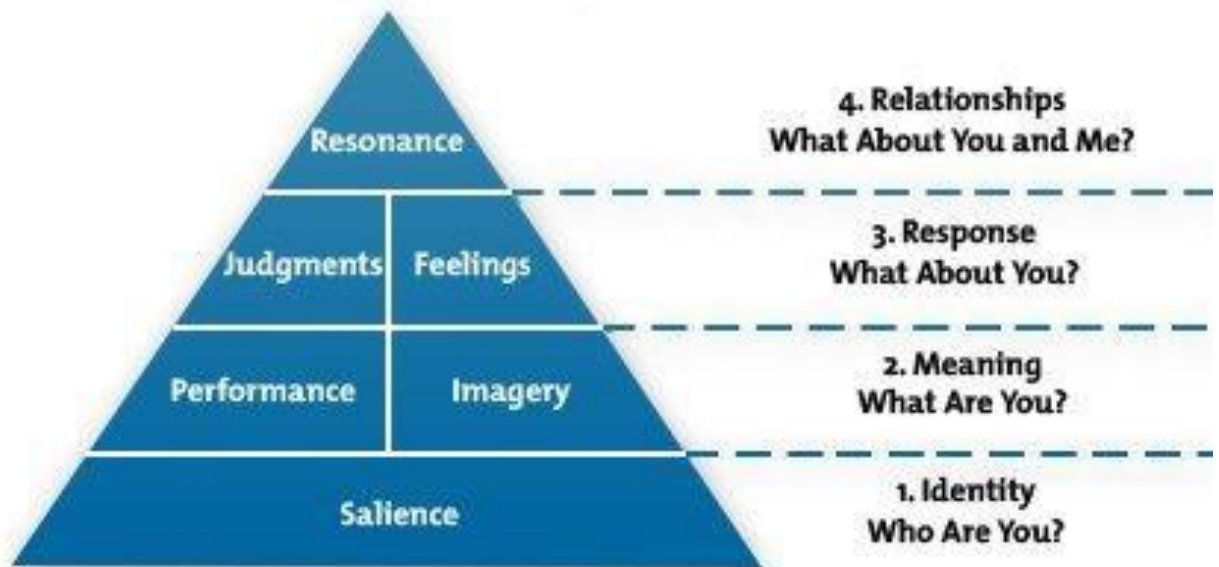 4. Relationships
What About You and Me?
Resonance
3. Response
What About You?
Judgments
Feelings
2. Meaning
What Are You?
Performance
Imagery
1. Identity
Who Are You?
Salience